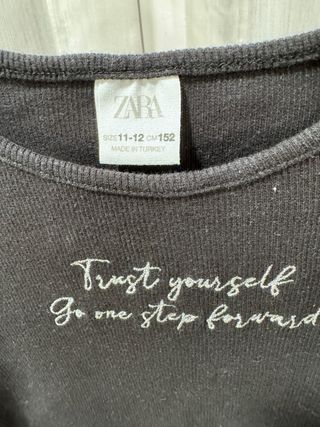 ZARA
SIZE 11-12 CM 152
MADE IN TURKEY
Trust yourself
Go one step forward